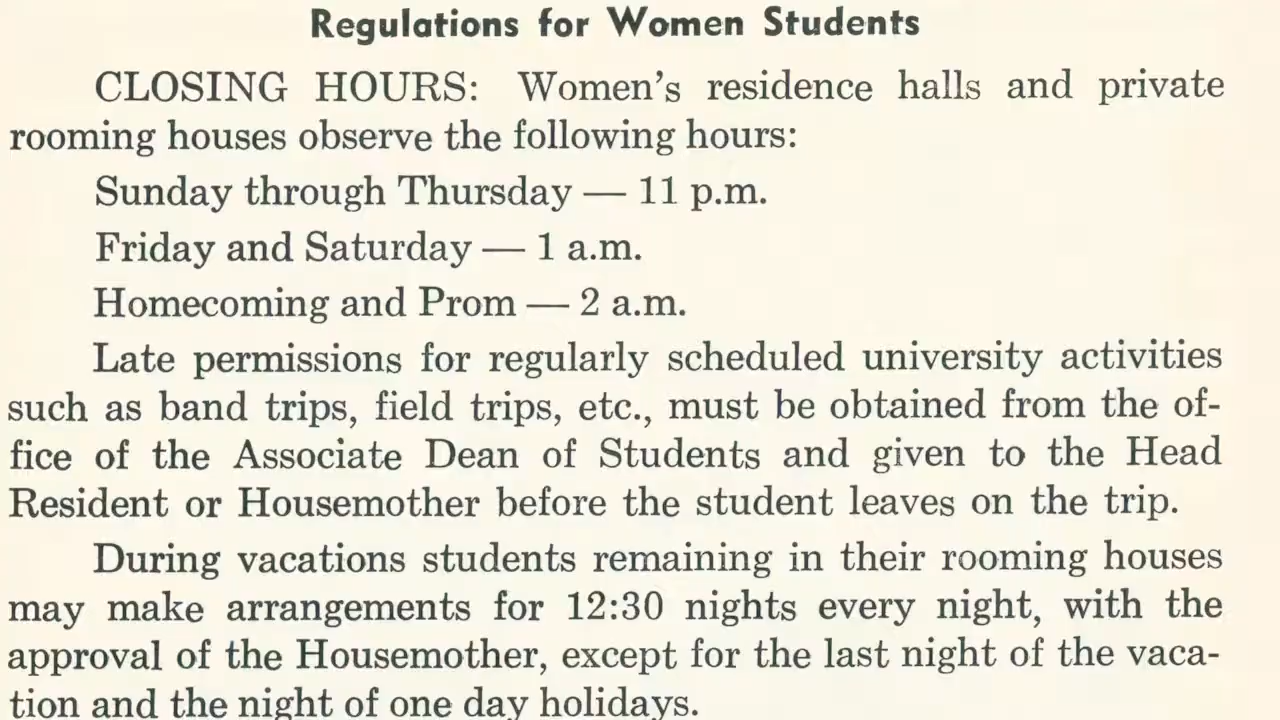 Regulations for Women Students
CLOSING HOURS: Women's residence halls and private
rooming houses observe the following hours:
Sunday through Thursday — 11 p.m.
Friday and Saturday — 1 a.m.
Homecoming and Prom — 2 a.m.
Late permissions for regularly scheduled university activities
such as band trips, field trips, etc., must be obtained from the of-
fice of the Associate Dean of Students and given to the Head
Resident or Housemother before the student leaves on the trip.
During vacations students remaining in their rooming houses
may make arrangements for 12:30 nights every night, with the
approval of the Housemother, except for the last night of the vaca-
tion and the night of one day holidays.